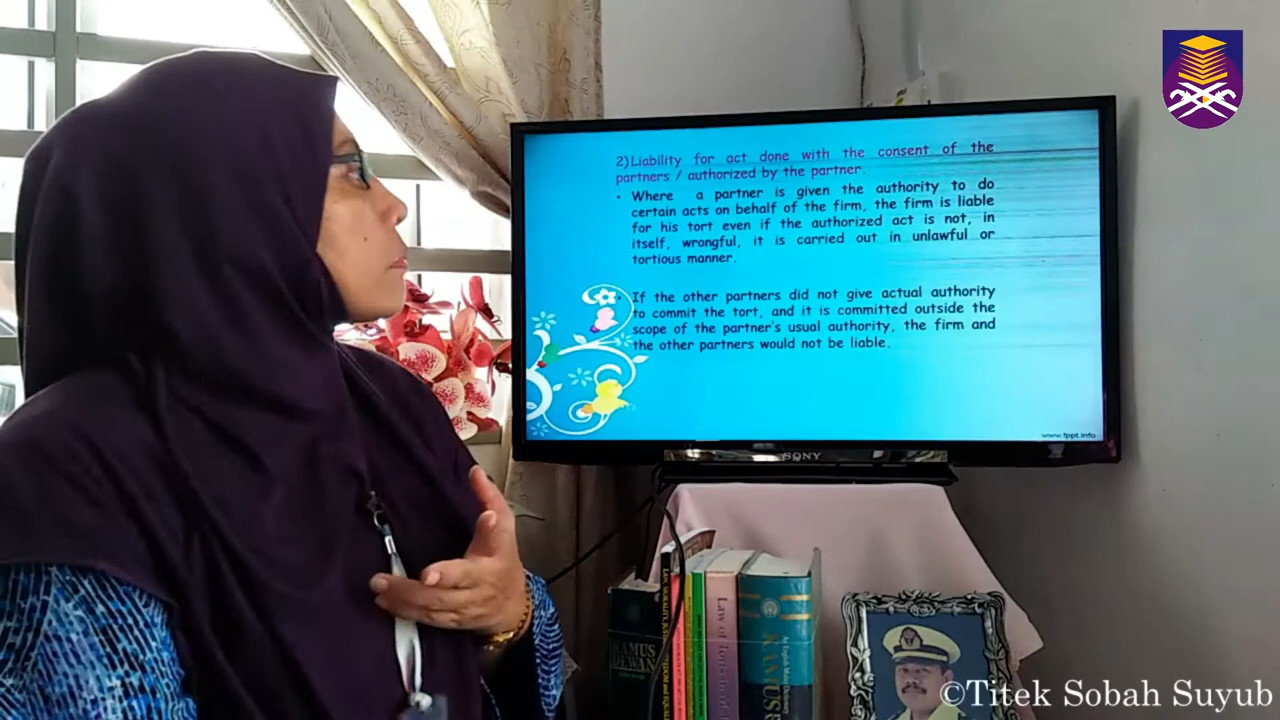 2)Liability for act done with the consent of the
partners / authorized by the partner.
• Where a partner is given the authority to do
certain acts on behalf of the firm, the firm is liable
for his tort even if the authorized act is not, in
itself, wrongful, it is carried out in unlawful or
tortious manner.
• If the other partners did not give actual authority
to commit the tort, and it is committed outside the
scope of the partner's usual authority, the firm and
the other partners would not be liable.
www.fppt.info
SONY
KAMUS
DEWAN
Law of Torts in
KAMUS
©Titek Sobah Suyub